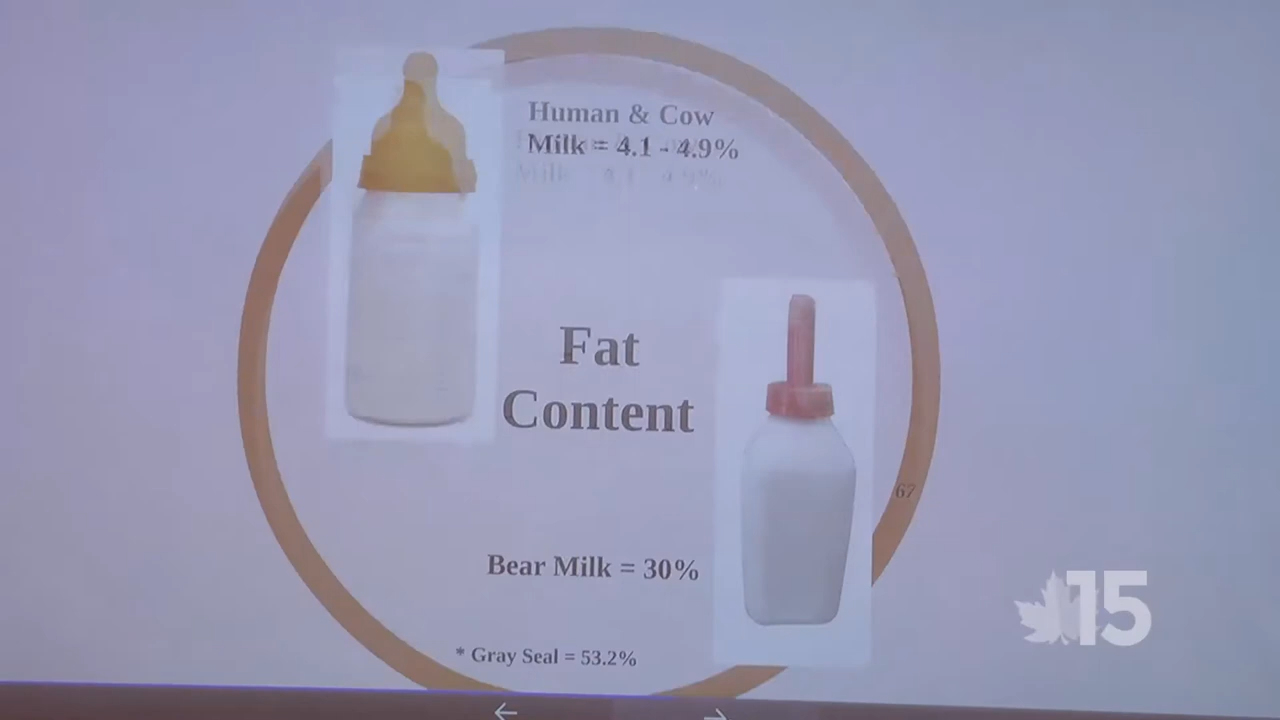 Human & Cow
Milk = 4.1 - 4.9%
Fat
Content
67
Bear Milk = 30%
* Gray Seal = 53.2%
15